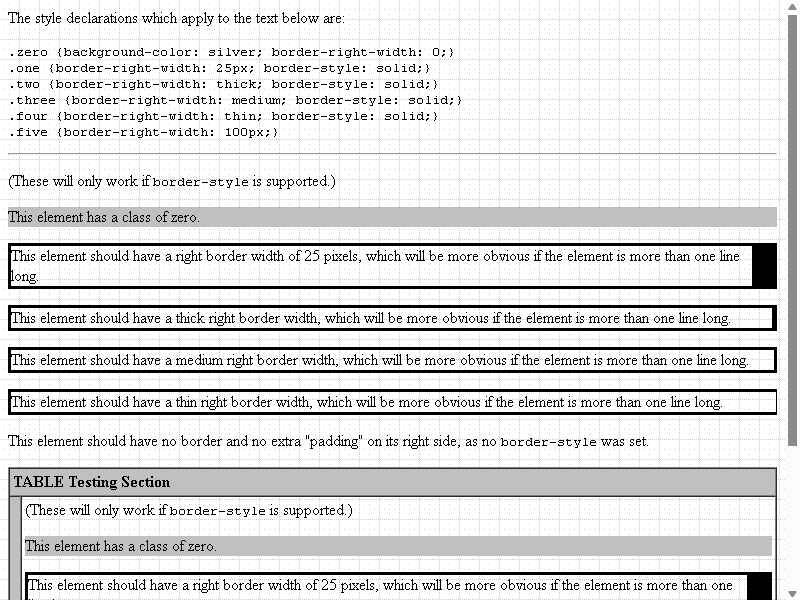 The style declarations which apply to the text below are:
.zero {background-color: silver; border-right-width: 0;}
.one {border-right-width: 25px; border-style: solid;}
.two {border-right-width: thick; border-style: solid;}
.three {border-right-width: medium; border-style: solid;}
.four {border-right-width: thin; border-style: solid;}
.five {border-right-width: 100px;}
(These will only work if border-style is supported.)
This element has a class of zero.
This element should have a right border width of 25 pixels, which will be more obvious if the element is more than one line
long.
This element should have a thick right border width, which will be more obvious if the element is more than one line long.
This element should have a medium right border width, which will be more obvious if the element is more than one line long.
This element should have a thin right border width, which will be more obvious if the element is more than one line long.
This element should have no border and no extra "padding" on its right side, as no border-style was set.
TABLE Testing Section
(These will only work if border-style is supported.)
This element has a class of zero.
This element should have a right border width of 25 pixels, which will be more obvious if the element is more than one